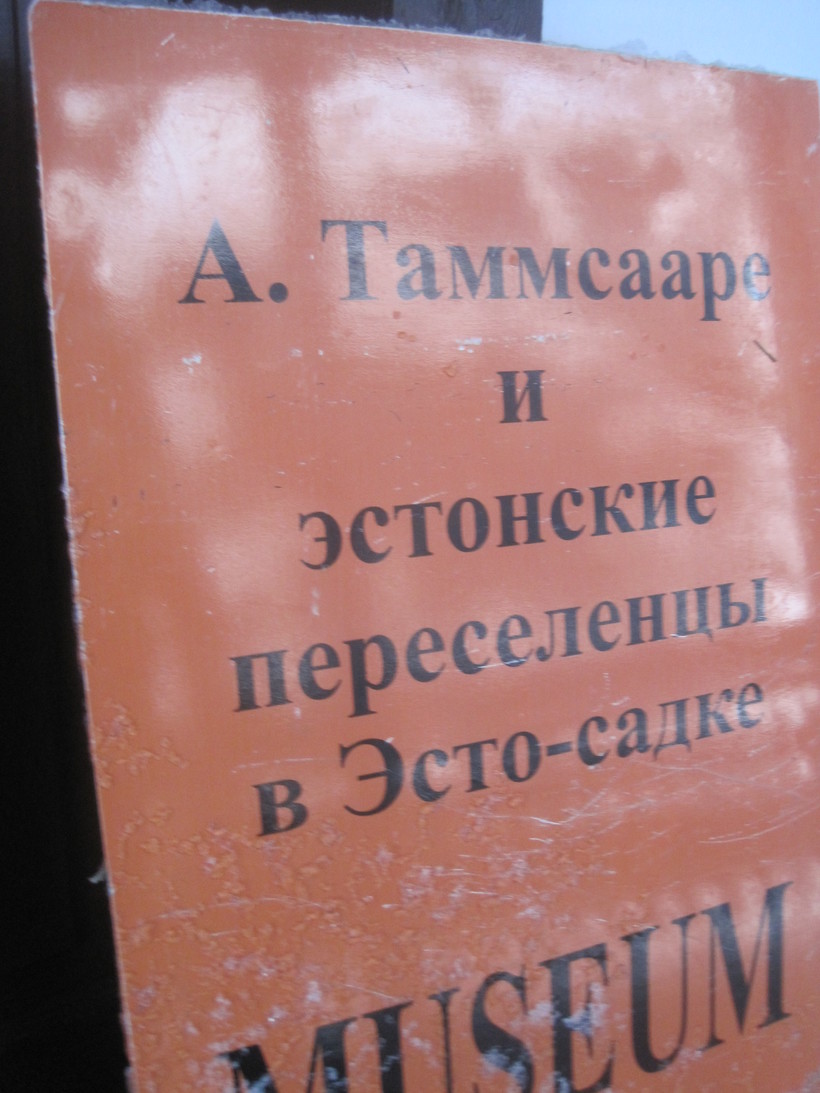 А. Таммсааре
и
эстонские
переселенцы
в Эсто-садке
MUSEUM